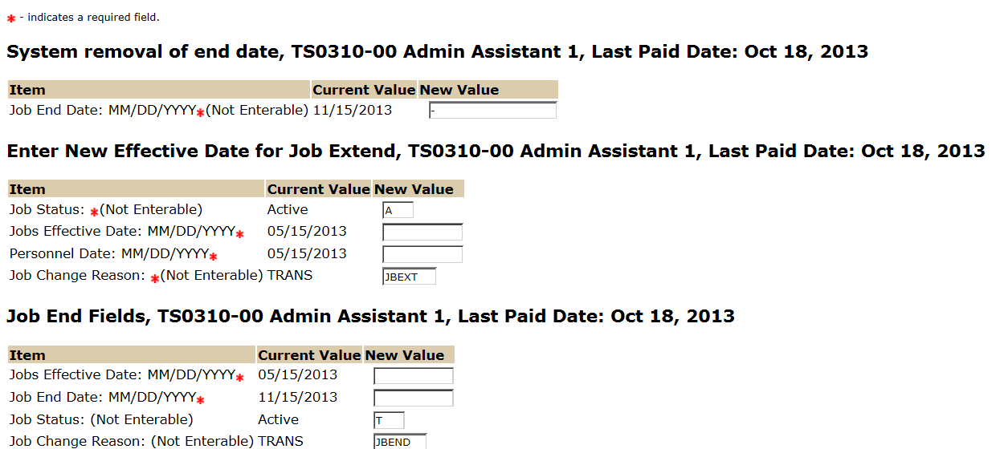 * - indicates a required field.
System removal of end date, TS0310-00 Admin Assistant 1, Last Paid Date: Oct 18, 2013
Item Current Value New Value
Job End Date: MM/DD/YYYY*(Not Enterable) 11/15/2013 -
Enter New Effective Date for Job Extend, TS0310-00 Admin Assistant 1, Last Paid Date: Oct 18, 2013
Item Current Value New Value
Job Status: *(Not Enterable) Active A
Jobs Effective Date: MM/DD/YYYY* 05/15/2013
Personnel Date: MM/DD/YYYY* 05/15/2013
Job Change Reason: *(Not Enterable) TRANS JBEXT
Job End Fields, TS0310-00 Admin Assistant 1, Last Paid Date: Oct 18, 2013
Item Current Value New Value
Jobs Effective Date: MM/DD/YYYY* 05/15/2013
Job End Date: MM/DD/YYYY* 11/15/2013
Job Status: (Not Enterable) Active T
Job Change Reason: (Not Enterable) TRANS JBEND